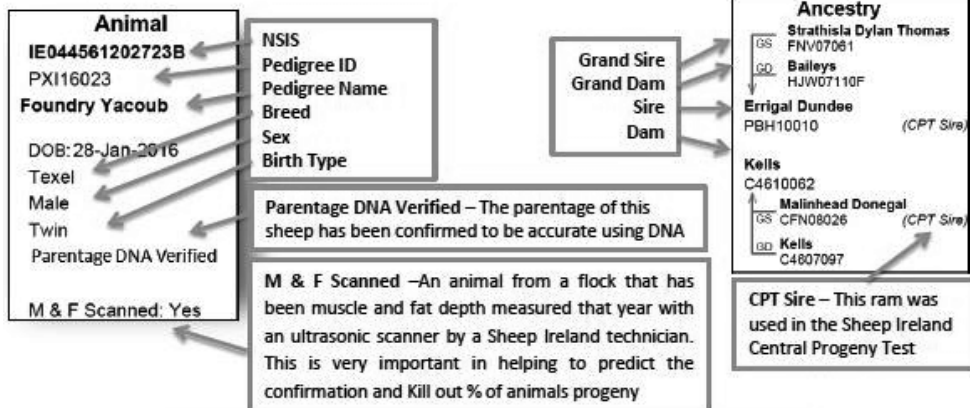 Animal
IE044561202723B
PXI16023
Foundry Yacoub
DOB: 28-Jan-2016
Texel
Male
Twin
Parentage DNA Verified
M & F Scanned: Yes
NSIS
Pedigree ID
Pedigree Name
Breed
Sex
Birth Type
Parentage DNA Verified – The parentage of this
sheep has been confirmed to be accurate using DNA
M & F Scanned –An animal from a flock that has
been muscle and fat depth measured that year with
an ultrasonic scanner by a Sheep Ireland technician.
This is very important in helping to predict the
confirmation and Kill out % of animals progeny
Grand Sire
Grand Dam
Sire
Dam
Ancestry
Strathisla Dylan Thomas
GS FNV07061
GD Baileys
HJW07110F
Errigal Dundee
PBH10010 (CPT Sire)
Kells
C4610062
Malinhead Donegal
GS CFN08026 (CPT Sire)
GD Kells
C4607097
CPT Sire – This ram was
used in the Sheep Ireland
Central Progeny Test